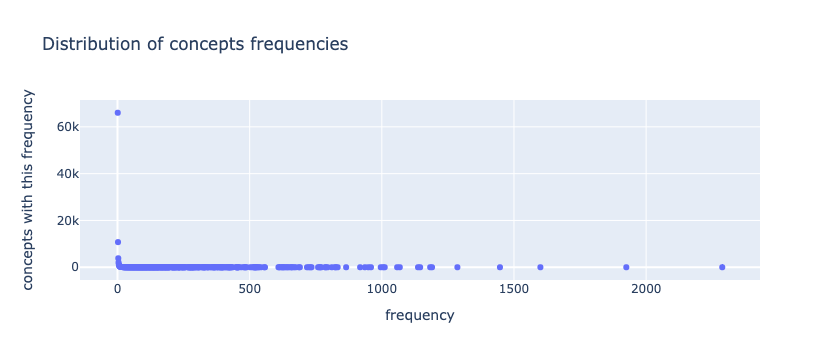 Distribution of concepts frequencies
concepts with this frequency
60k
40k
20k
0
0 500 1000 1500 2000
frequency